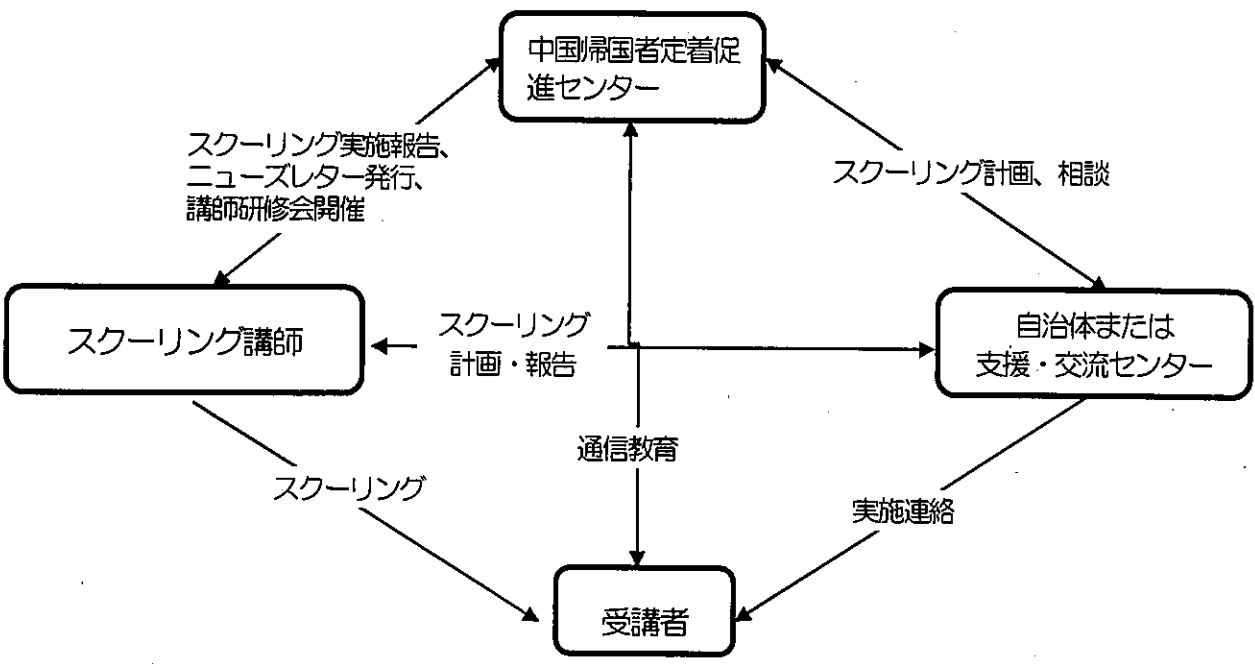 中国帰国者定着促
進センター
スクーリング実施報告、
ニューズレター発行、
講師研修会開催
スクーリング計画、相談
スクーリング講師
スクーリング
計画・報告
自治体または
支援・交流センター
通信教育
スクーリング
実施連絡
受講者